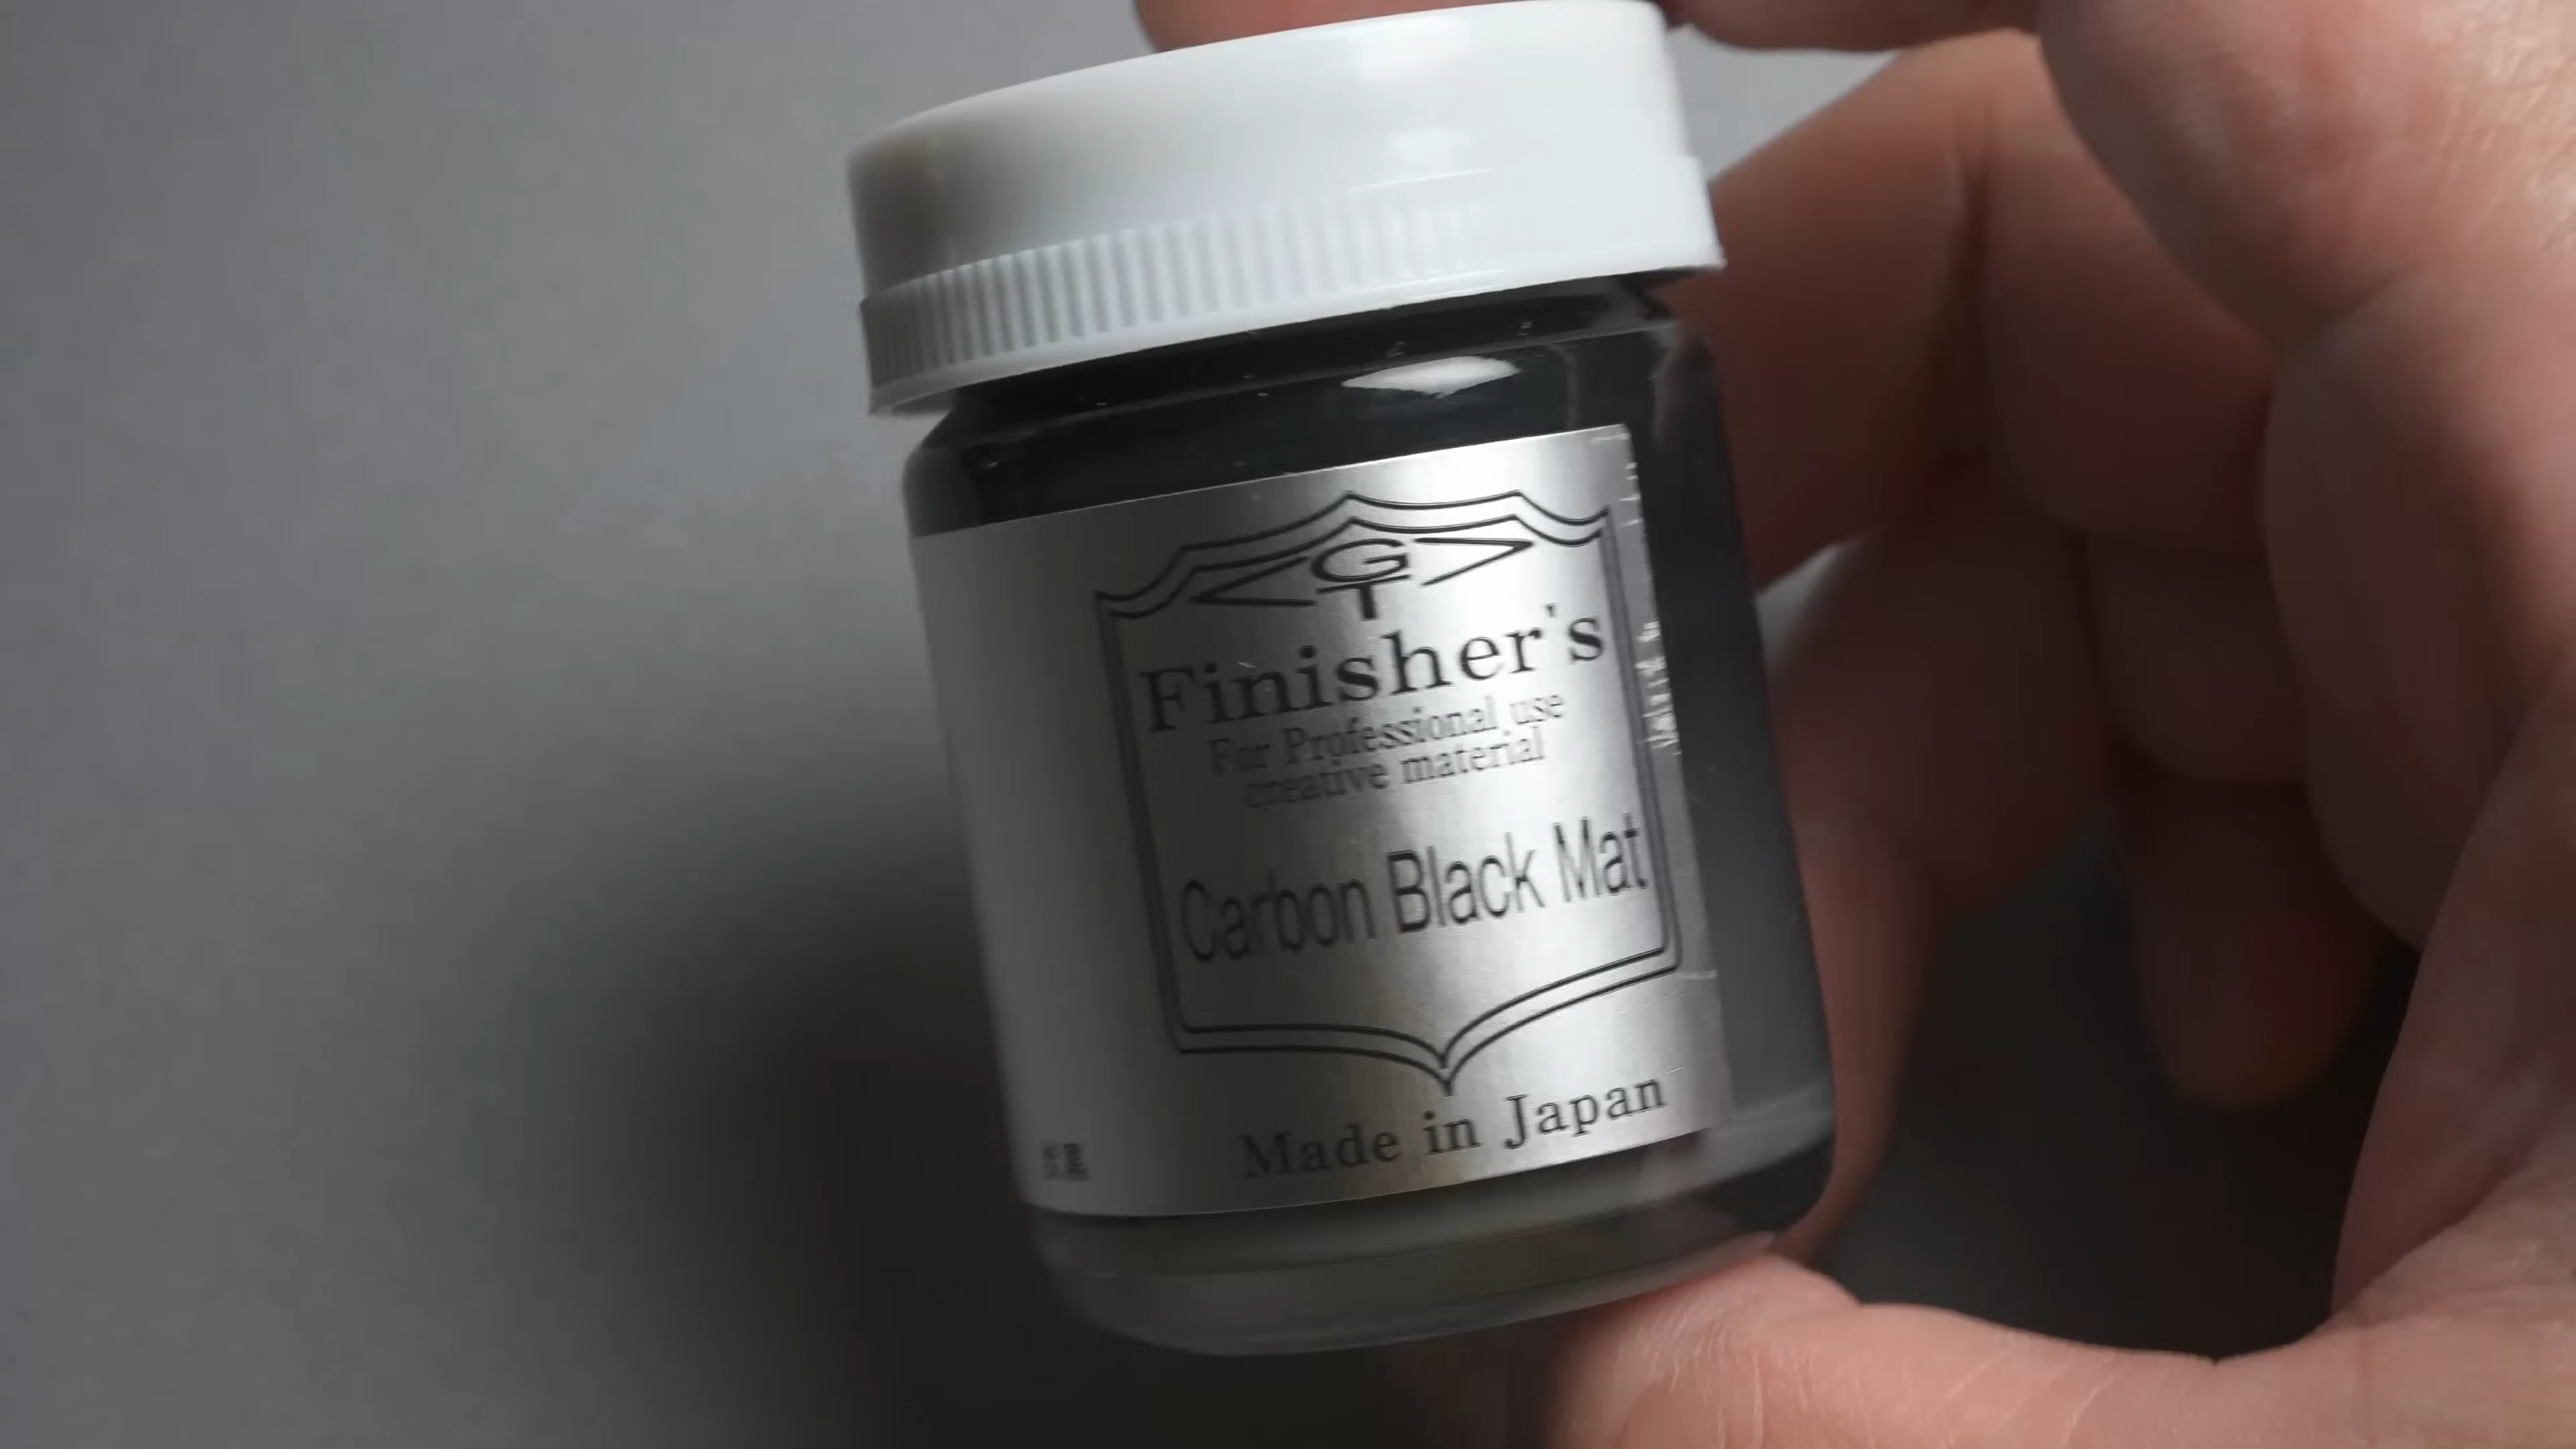 GT
Finisher's
For Professional use
creative material
Carbon Black Mat
Made in Japan